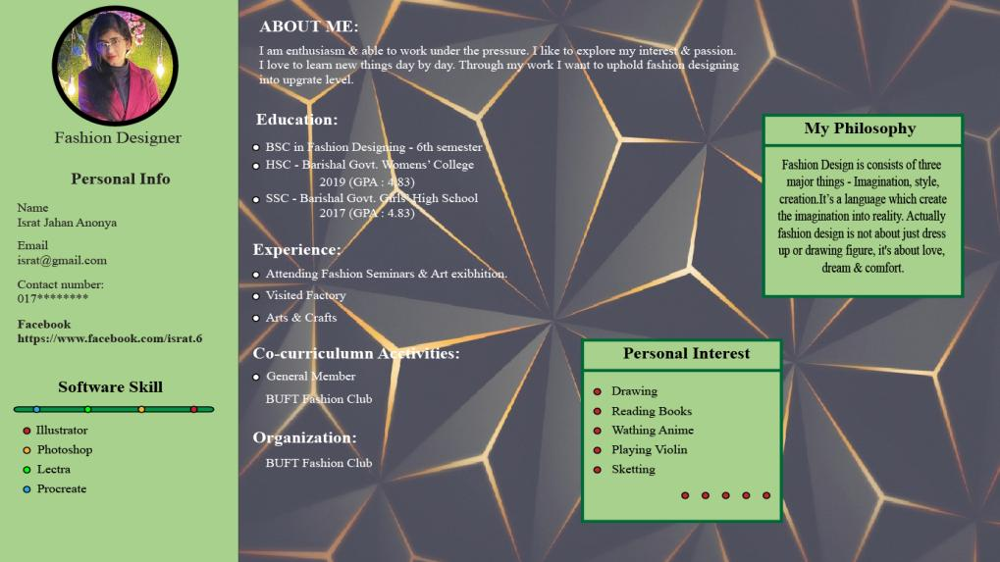 Fashion Designer
Personal Info
Name
Israt Jahan Anonya
Email
israt@gmail.com
Contact number:
017********
Facebook
https://www.facebook.com/israt.6
Software Skill
Illustrator
Photoshop
Lectra
Procreate
ABOUT ME:
I am enthusiasm & able to work under the pressure. I like to explore my interest & passion.
I love to learn new things day by day. Through my work I want to uphold fashion designing
into upgrate level.
Education:
BSC in Fashion Designing - 6th semester
HSC - Barishal Govt. Womens' College
2019 (GPA : 4.83)
SSC - Barishal Govt. Girls' High School
2017 (GPA : 4.83)
Experience:
Attending Fashion Seminars & Art exibhition.
Visited Factory
Arts & Crafts
Co-curriculumn Acctivities:
General Member
BUFT Fashion Club
Organization:
BUFT Fashion Club
My Philosophy
Fashion Design is consists of three
major things - Imagination, style,
creation.It's a language which create
the imagination into reality. Actually
fashion design is not about just dress
up or drawing figure, it's about love,
dream & comfort.
Personal Interest
Drawing
Reading Books
Wathing Anime
Playing Violin
Sketting